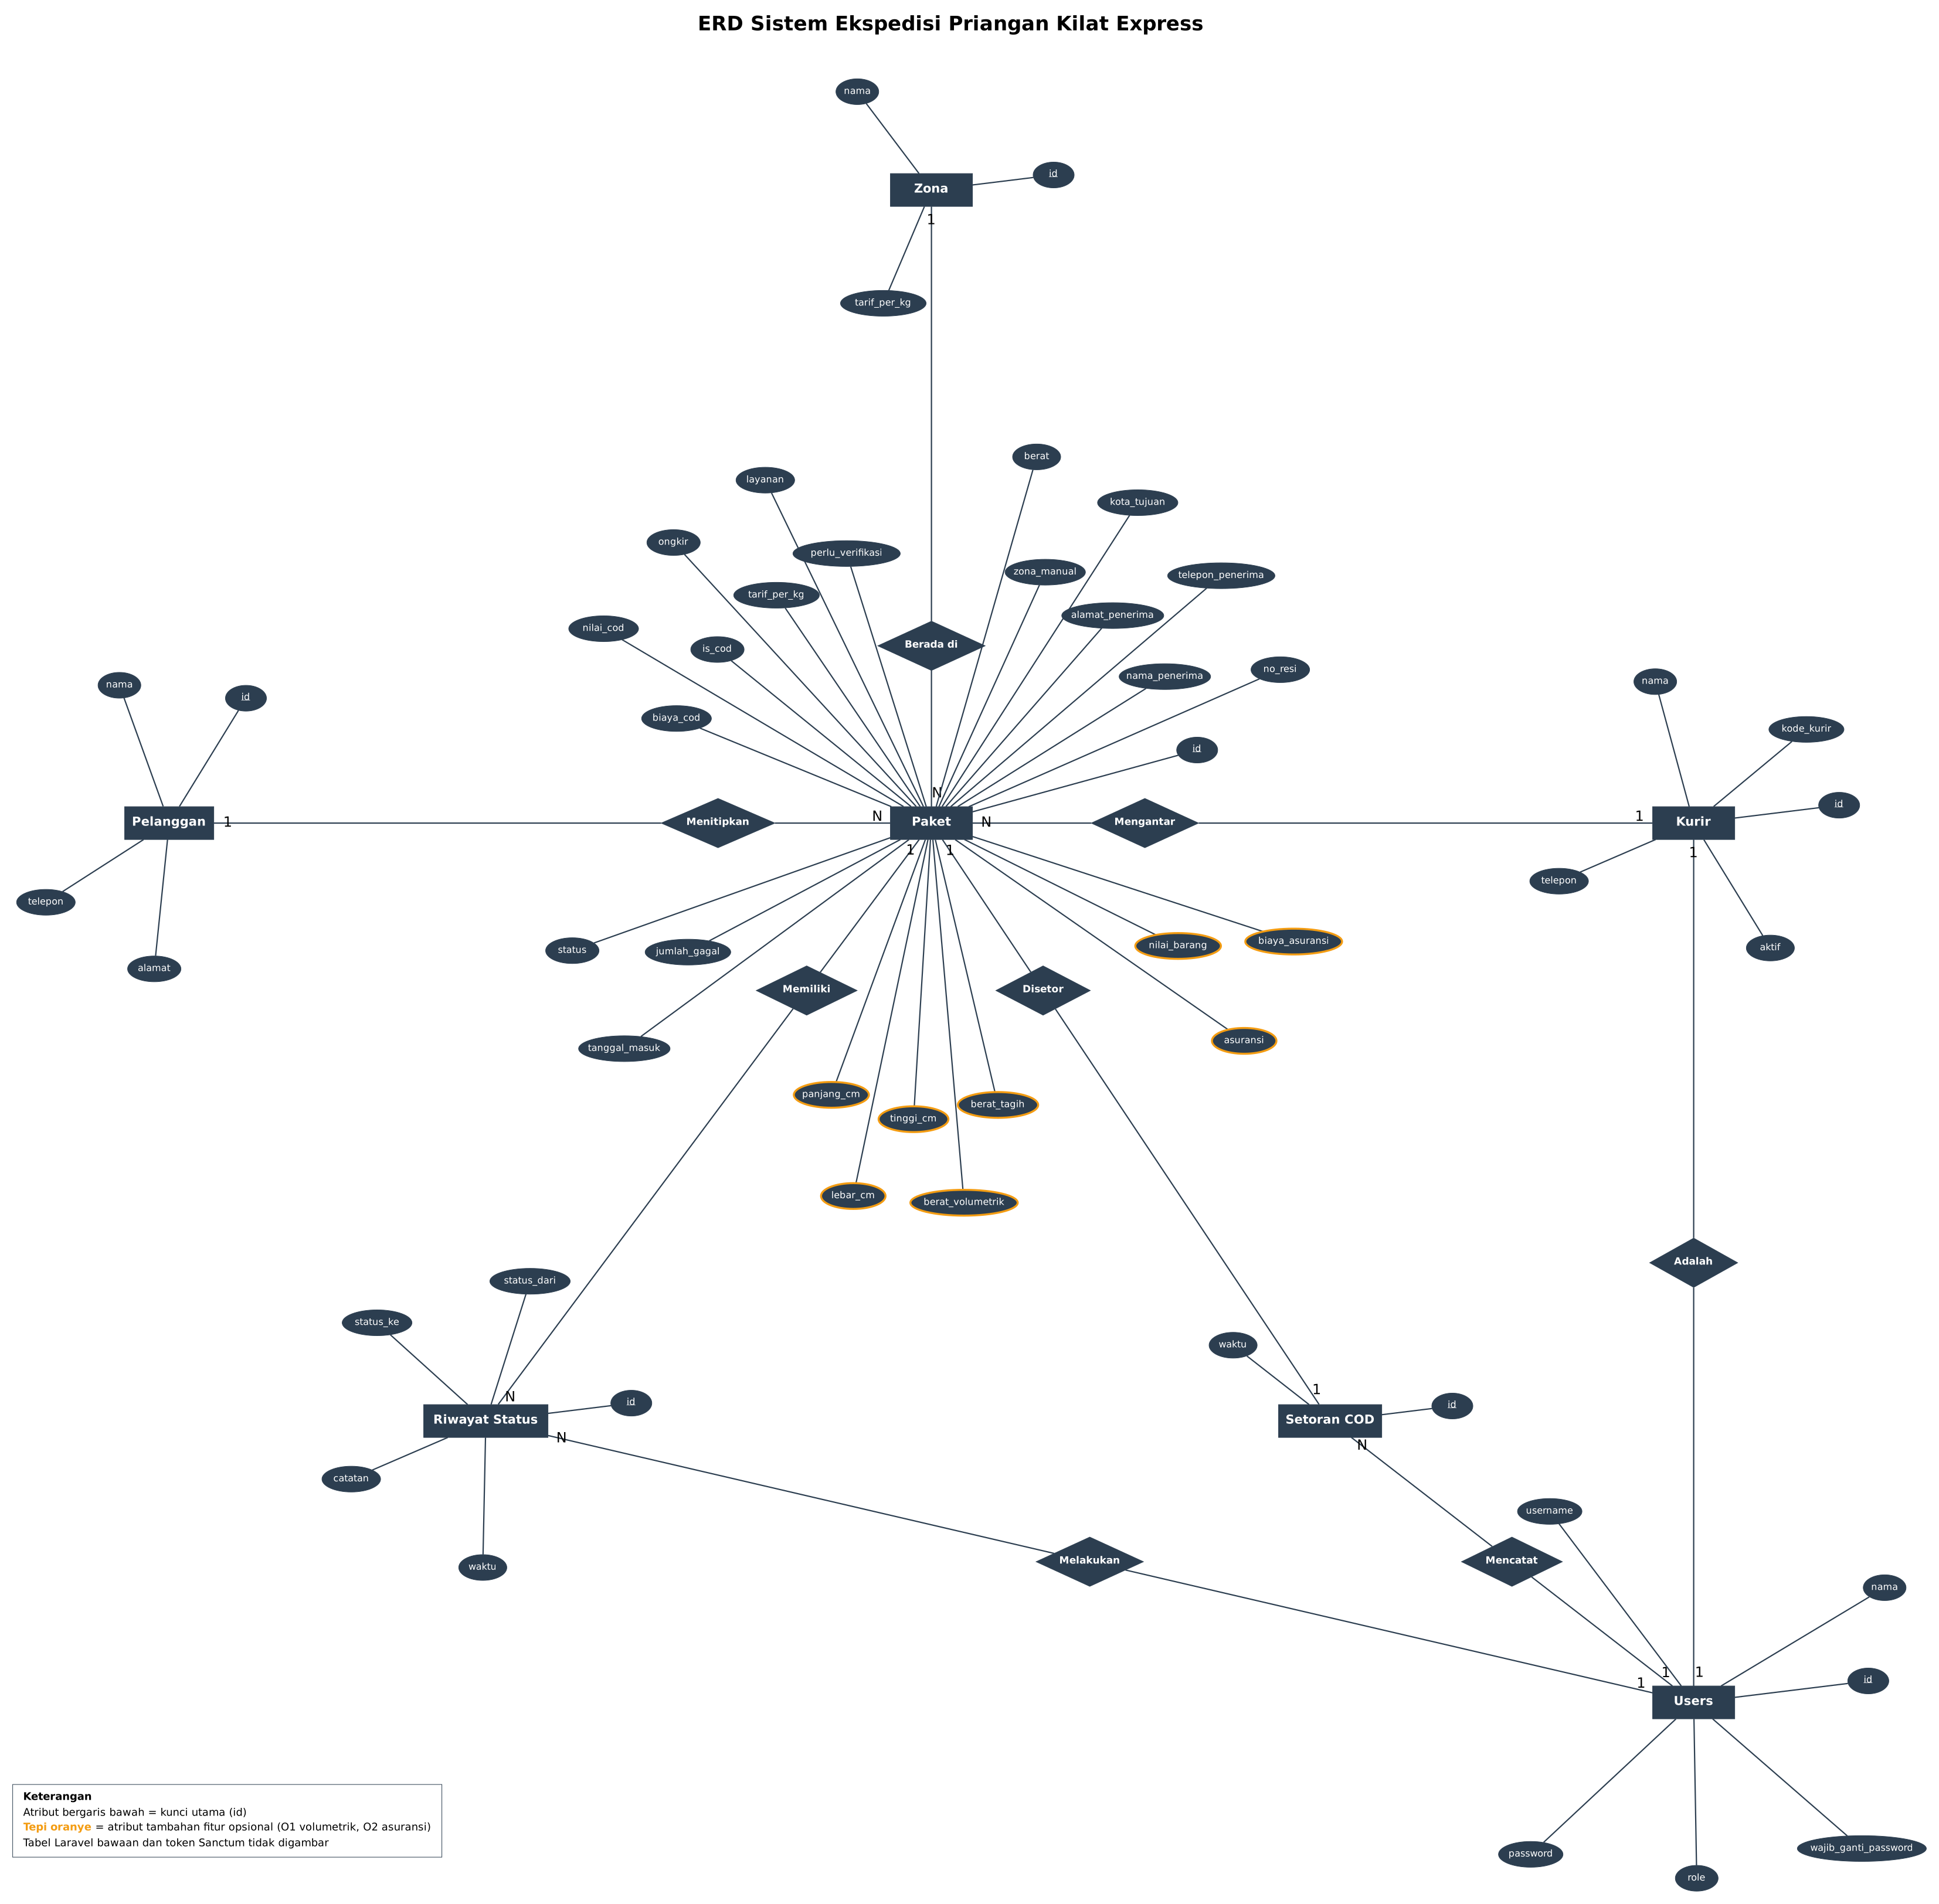 ERD Sistem Ekspedisi Priangan Kilat Express
nama
id
Zona
1
tarif_per_kg
berat
layanan
kota_tujuan
ongkir
perlu_verifikasi
zona_manual
telepon_penerima
tarif_per_kg
alamat_penerima
nilai_cod
is_cod
Berada di
nama_penerima
no_resi
nama
id
biaya_cod
id
nama
kode_kurir
id
N
Pelanggan
1
Menitipkan
N
Paket
N
Mengantar
1
Kurir
1
1
1
telepon
telepon
alamat
status
jumlah_gagal
nilai_barang
biaya_asuransi
aktif
Memiliki
Disetor
tanggal_masuk
asuransi
panjang_cm
tinggi_cm
berat_tagih
lebar_cm
berat_volumetrik
Adalah
status_dari
status_ke
waktu
N
id
1
id
Riwayat Status
Setoran COD
N
N
catatan
username
waktu
Melakukan
Mencatat
nama
1
1
1
id
Users
password
role
wajib_ganti_password
Keterangan
Atribut bergaris bawah = kunci utama (id)
Tepi oranye = atribut tambahan fitur opsional (O1 volumetrik, O2 asuransi)
Tabel Laravel bawaan dan token Sanctum tidak digambar